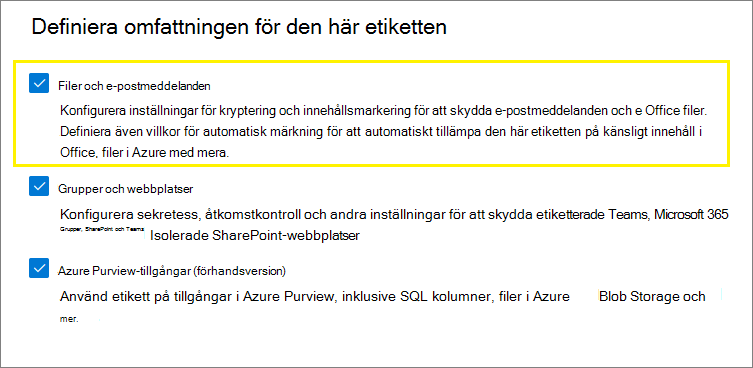 Definiera omfattningen för den här etiketten
Filer och e-postmeddelanden
Konfigurera inställningar för kryptering och innehållsmarkering för att skydda e-postmeddelanden och e Office filer.
Definiera även villkor för automatisk märkning för att automatiskt tillämpa den här etiketten på känsligt innehåll i
Office, filer i Azure med mera.
Grupper och webbplatser
Konfigurera sekretess, åtkomstkontroll och andra inställningar för att skydda etiketterade Teams, Microsoft 365
Grupper, SharePoint och Teams Isolerade SharePoint-webbplatser
Azure Purview-tillgångar (förhandsversion)
Använd etikett på tillgångar i Azure Purview, inklusive SQL kolumner, filer i Azure Blob Storage och
mer.